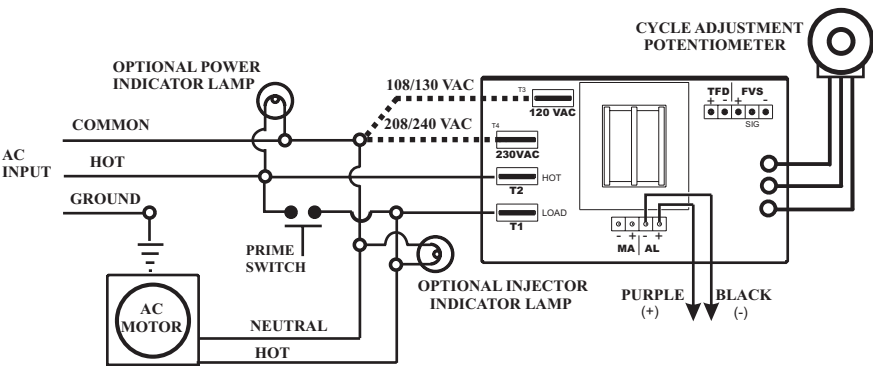 CYCLE ADJUSTMENT
POTENTIOMETER
OPTIONAL POWER
INDICATOR LAMP
108/130 VAC
T3
120 VAC
TFD FVS
+ - + -
SIG
COMMON
208/240 VAC
T4
230VAC
AC
INPUT
HOT
T2 HOT
GROUND
T1 LOAD
PRIME
SWITCH
- + - +
MA AL
OPTIONAL INJECTOR
INDICATOR LAMP
PURPLE
(+)
BLACK
(-)
AC
MOTOR
NEUTRAL
HOT